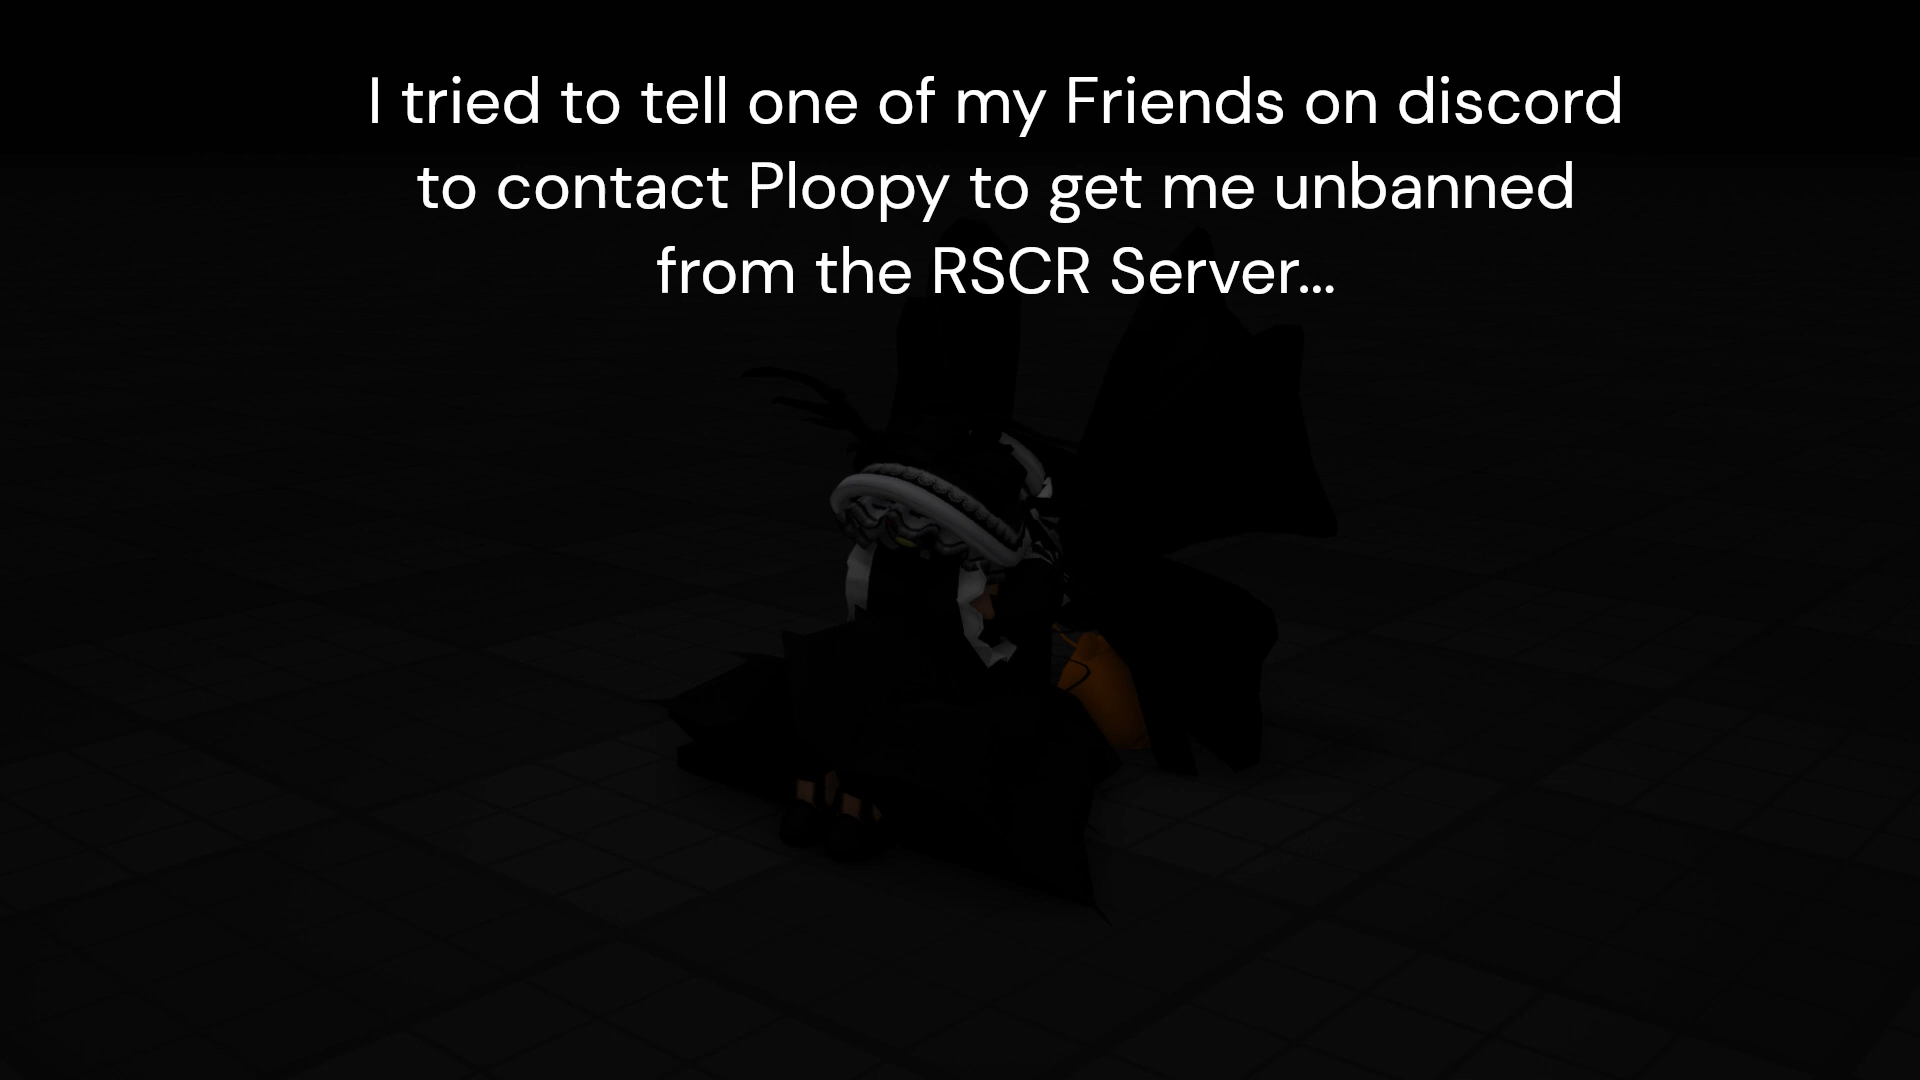 I tried to tell one of my Friends on discord
to contact Ploopy to get me unbanned
from the RSCR Server...